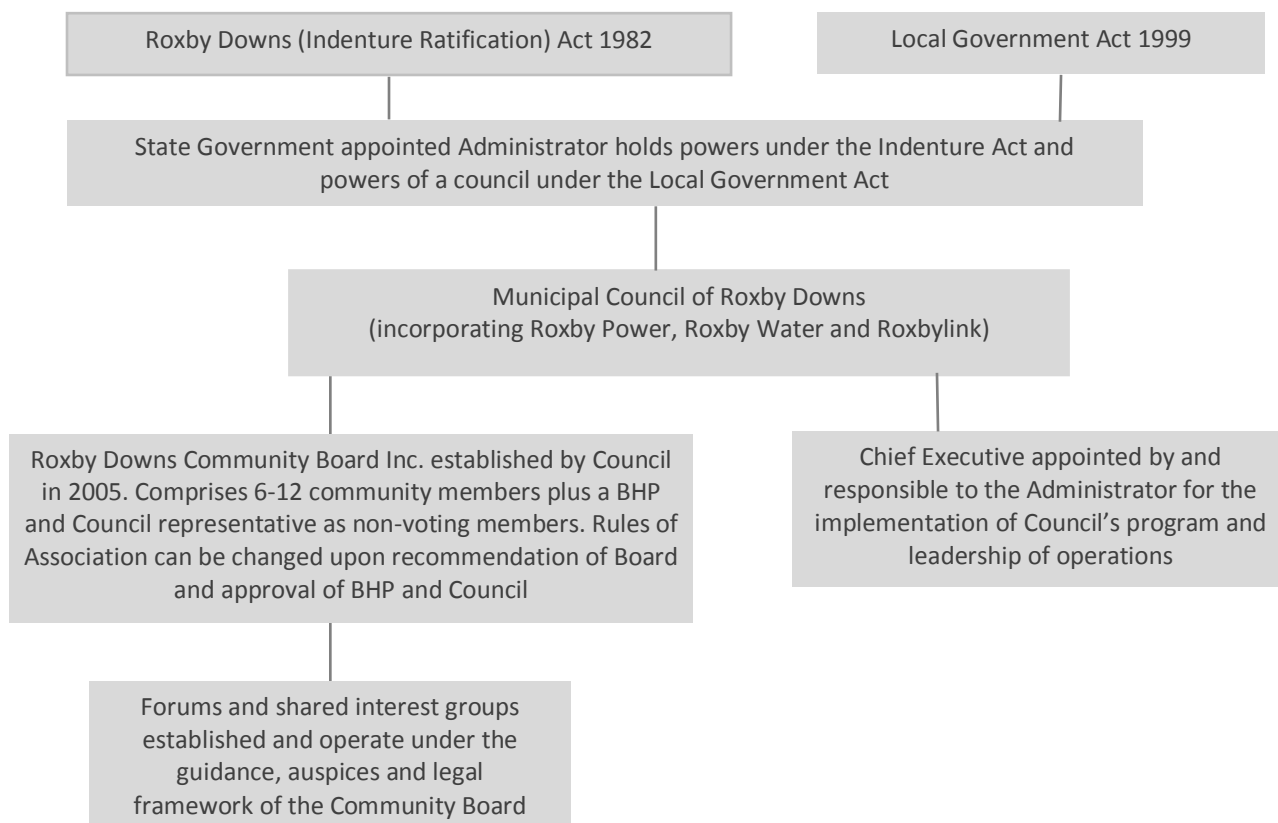 Roxby Downs (Indenture Ratification) Act 1982
Local Government Act 1999
State Government appointed Administrator holds powers under the Indenture Act and
powers of a council under the Local Government Act
Municipal Council of Roxby Downs
(incorporating Roxby Power, Roxby Water and Roxbylink)
Roxby Downs Community Board Inc. established by Council
in 2005. Comprises 6-12 community members plus a BHP
and Council representative as non-voting members. Rules of
Association can be changed upon recommendation of Board
and approval of BHP and Council
Chief Executive appointed by and
responsible to the Administrator for the
implementation of Council’s program and
leadership of operations
Forums and shared interest groups
established and operate under the
guidance, auspices and legal
framework of the Community Board